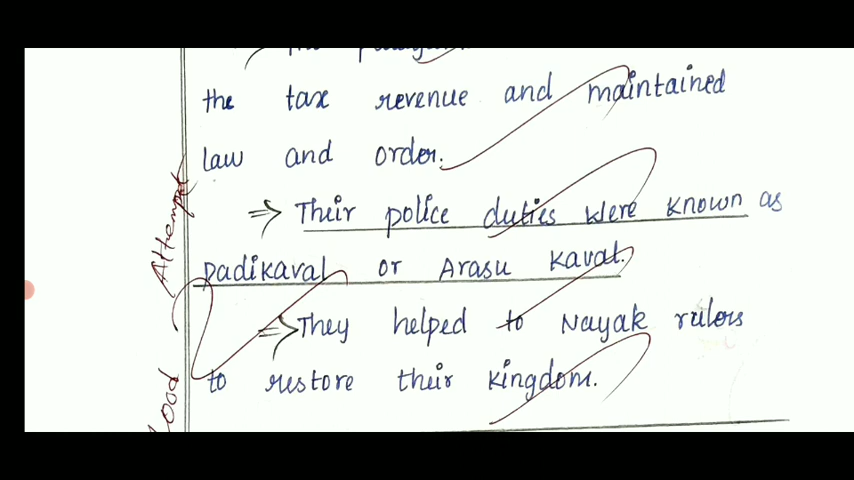 the tax revenue and maintained
law and order.
⇒ Their police duties were known as
padikaval or Arasu kaval.
⇒ They helped to Nayak rulers
to restore their kingdom.
Attempt
Good